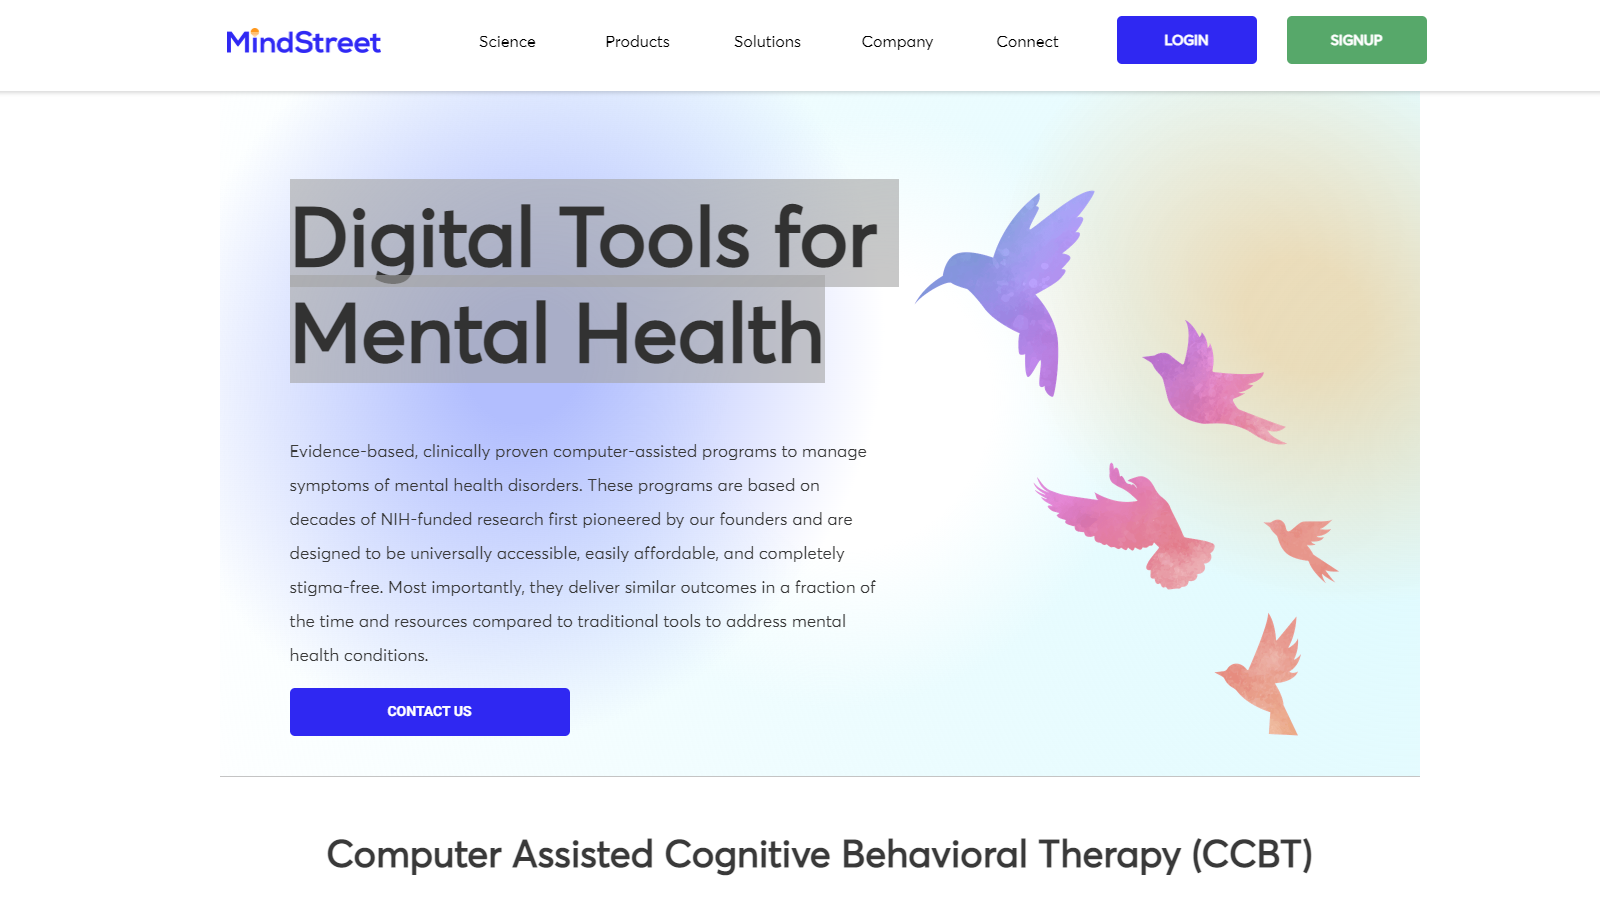 MindStreet
Science Products Solutions Company Connect LOGIN SIGNUP
Digital Tools for
Mental Health
Evidence-based, clinically proven computer-assisted programs to manage
symptoms of mental health disorders. These programs are based on
decades of NIH-funded research first pioneered by our founders and are
designed to be universally accessible, easily affordable, and completely
stigma-free. Most importantly, they deliver similar outcomes in a fraction of
the time and resources compared to traditional tools to address mental
health conditions.
CONTACT US
Computer Assisted Cognitive Behavioral Therapy (CCBT)